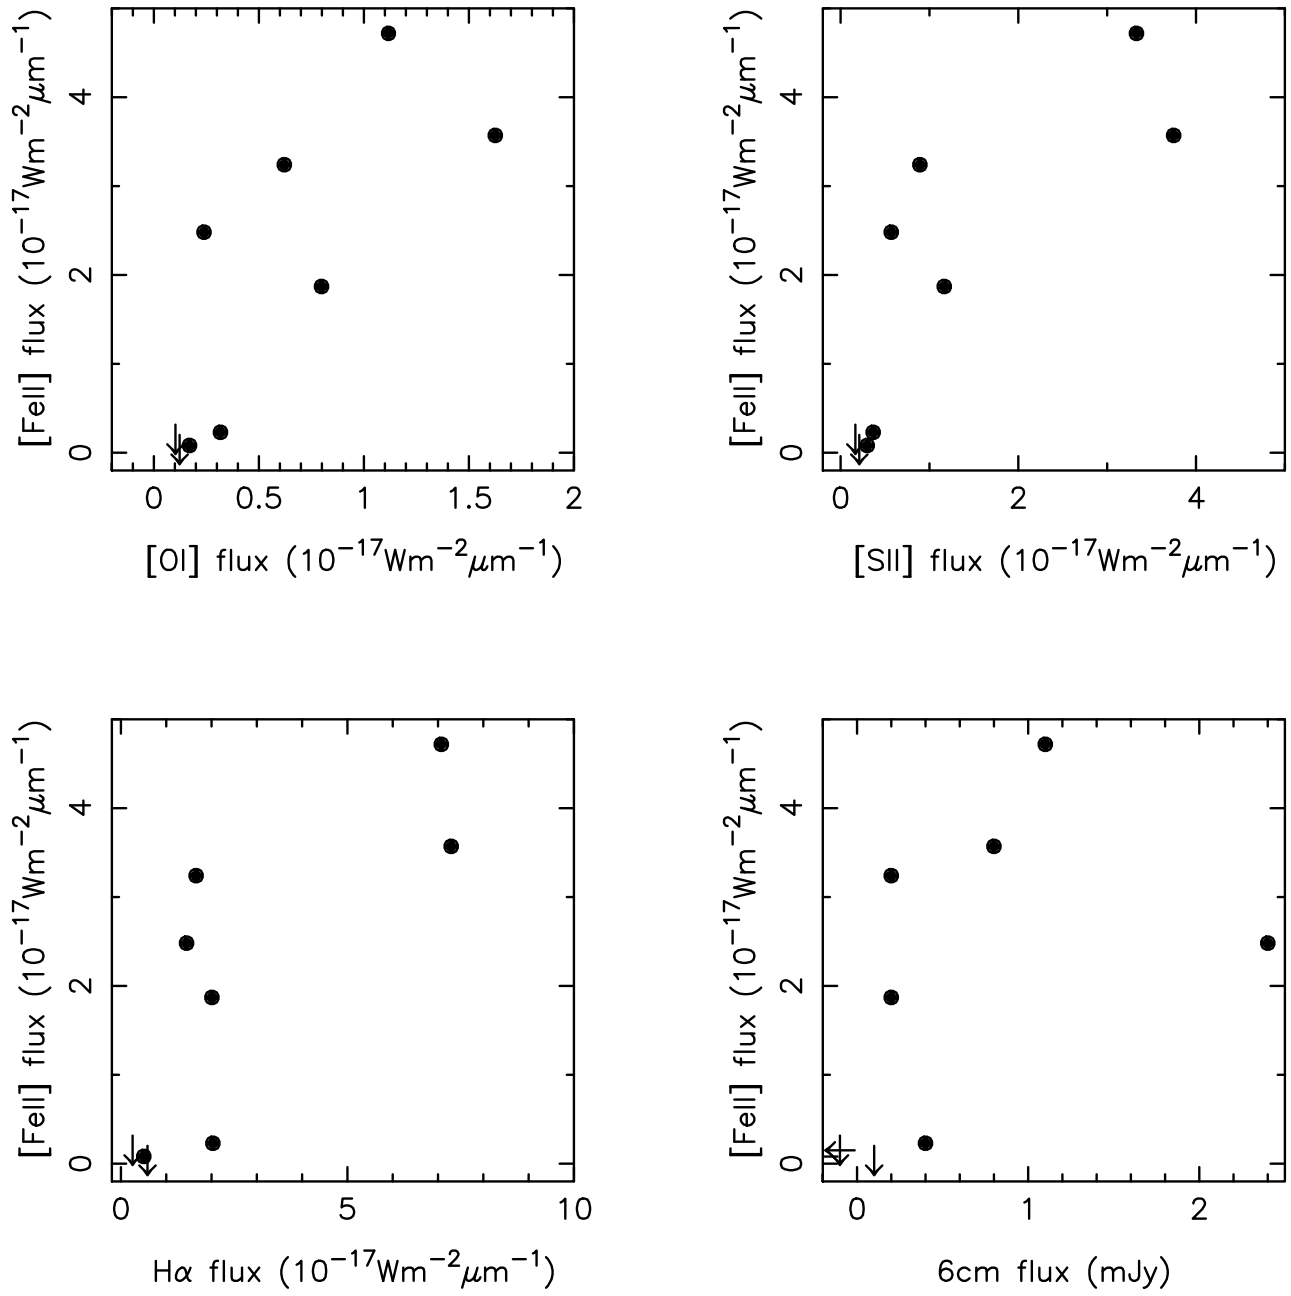 [FeII] flux (10⁻¹⁷Wm⁻²μm⁻¹)
4
2
0
0 0.5 1 1.5 2
[OI] flux (10⁻¹⁷Wm⁻²μm⁻¹)
[FeII] flux (10⁻¹⁷Wm⁻²μm⁻¹)
4
2
0
0 2 4
[SII] flux (10⁻¹⁷Wm⁻²μm⁻¹)
[FeII] flux (10⁻¹⁷Wm⁻²μm⁻¹)
4
2
0
0 5 10
Hα flux (10⁻¹⁷Wm⁻²μm⁻¹)
[FeII] flux (10⁻¹⁷Wm⁻²μm⁻¹)
4
2
0
0 1 2
6cm flux (mJy)